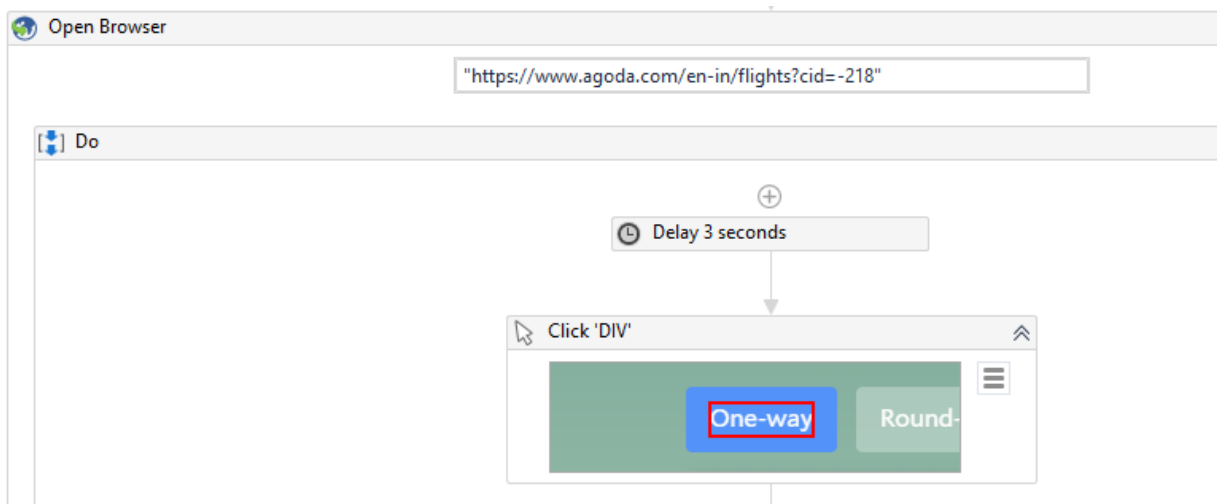 Open Browser
"https://www.agoda.com/en-in/flights?cid=-218"
Do
Delay 3 seconds
Click 'DIV'
One-way Round-